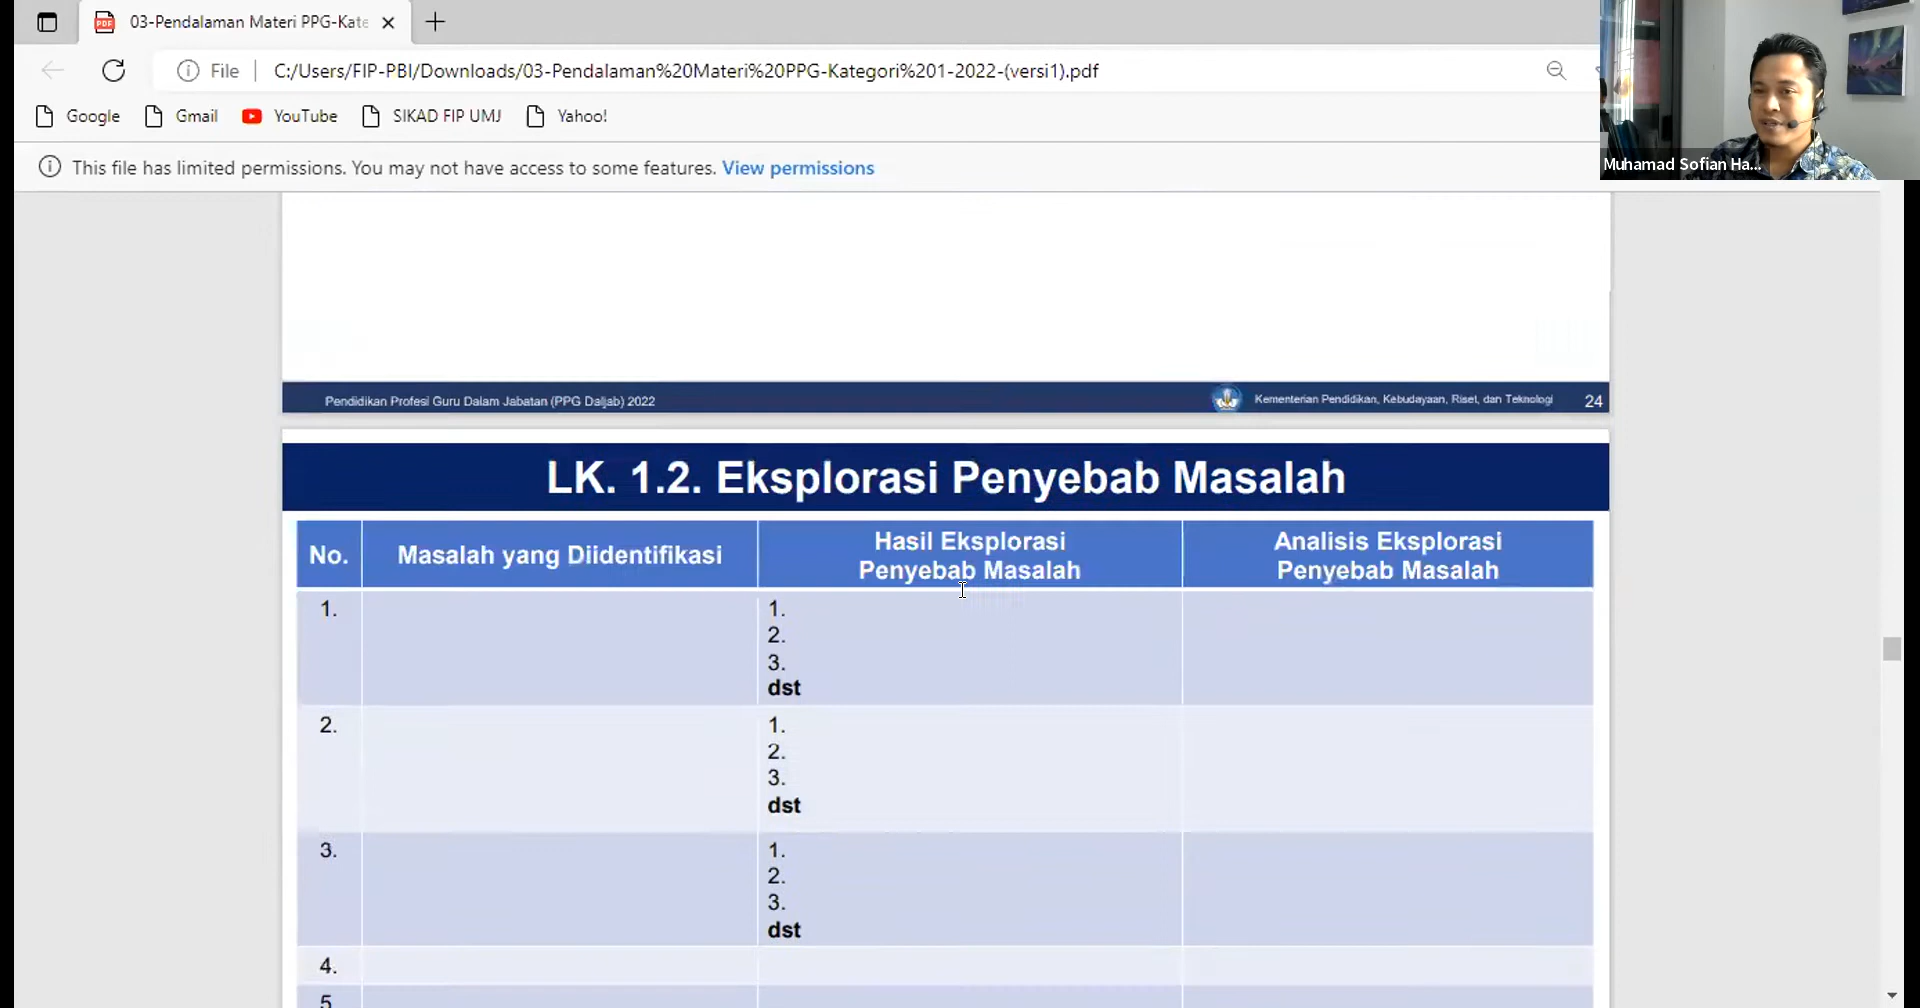 03-Pendalaman Materi PPG-Kate
File
C:/Users/FIP-PBI/Downloads/03-Pendalaman%20Materi%20PPG-Kategori%201-2022-(versi1).pdf
Google
Gmail
YouTube
SIKAD FIP UMJ
Yahoo!
This file has limited permissions. You may not have access to some features. View permissions
Muhamad Sofian Ha...
Pendidikan Profesi Guru Dalam Jabatan (PPG Daljab) 2022
Kementerian Pendidikan, Kebudayaan, Riset, dan Teknologi
24
LK. 1.2. Eksplorasi Penyebab Masalah
No.
Masalah yang Diidentifikasi
Hasil Eksplorasi
Penyebab Masalah
Analisis Eksplorasi
Penyebab Masalah
1.
1.
2.
3.
dst
2.
1.
2.
3.
dst
3.
1.
2.
3.
dst
4.
5.